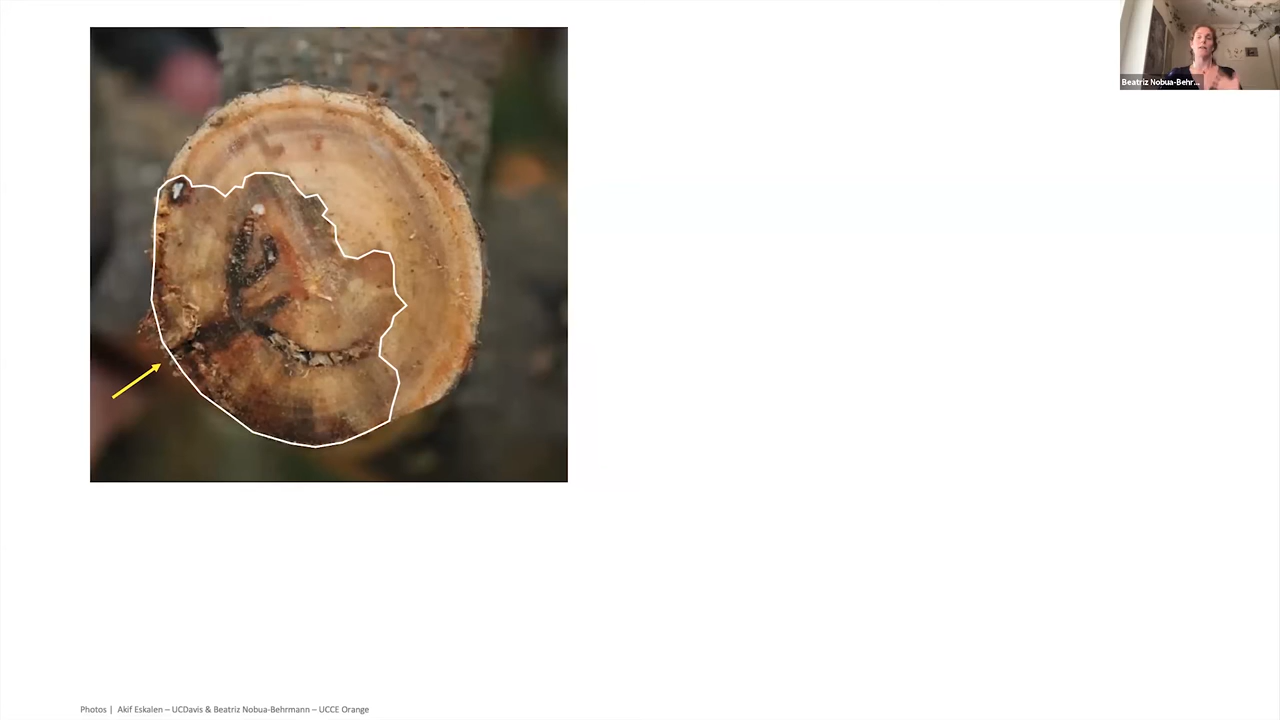 Beatriz Nobua-Behr...
Photos | Akif Eskalen – UCDavis & Beatriz Nobua-Behrmann – UCCE Orange